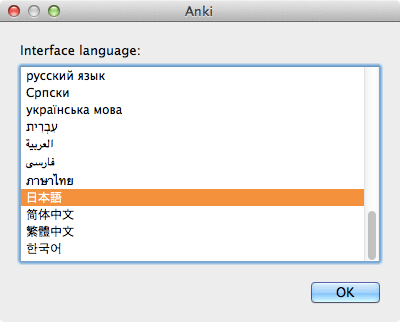 Anki
Interface language:
русский язык
Српски
українська мова
עִבְרִית
العربية
فارسی
ภาษาไทย
日本語
简体中文
繁體中文
한국어
OK